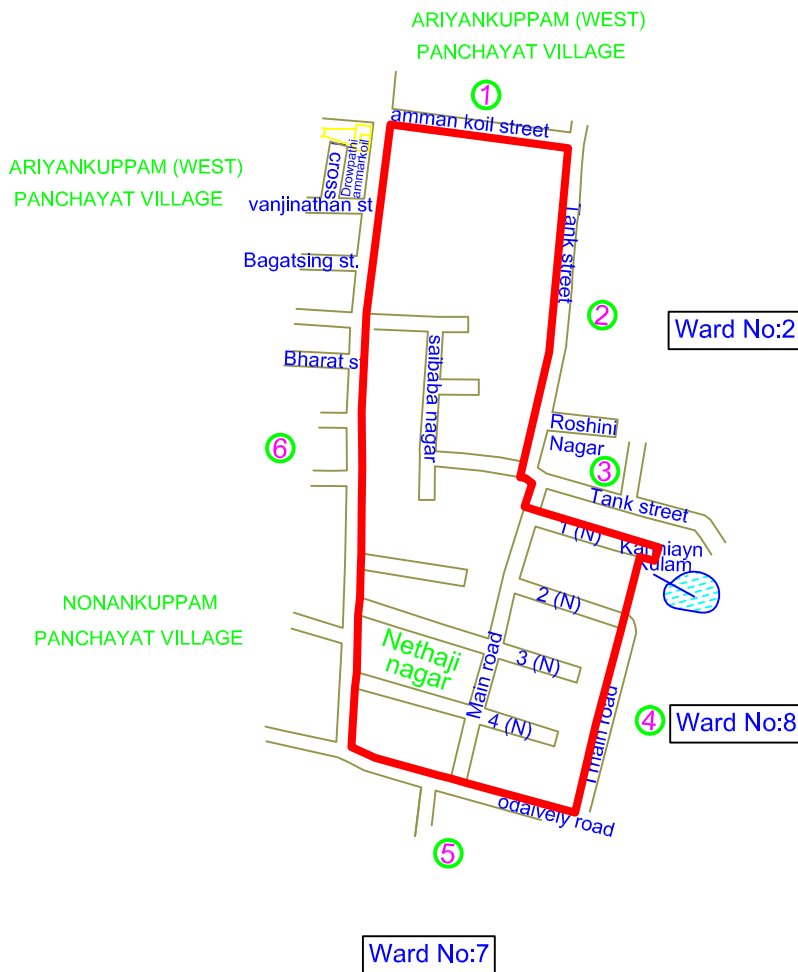 ARIYANKUPPAM (WEST)
PANCHAYAT VILLAGE
1
amman koil street
ARIYANKUPPAM (WEST)
PANCHAYAT VILLAGE
cross
Drowpathi
ammarkoil
vanjinathan st
Bagatsing st.
Tank street
2
Ward No:2
Bharat st
saibaba nagar
Roshini
Nagar
6
3
Tank street
1 (N)
Kulam
2 (N)
NONANKUPPAM
PANCHAYAT VILLAGE
Nethaji
nagar
3 (N)
Main road
4 (N)
main road
4
Ward No:8
odaively road
5
Ward No:7